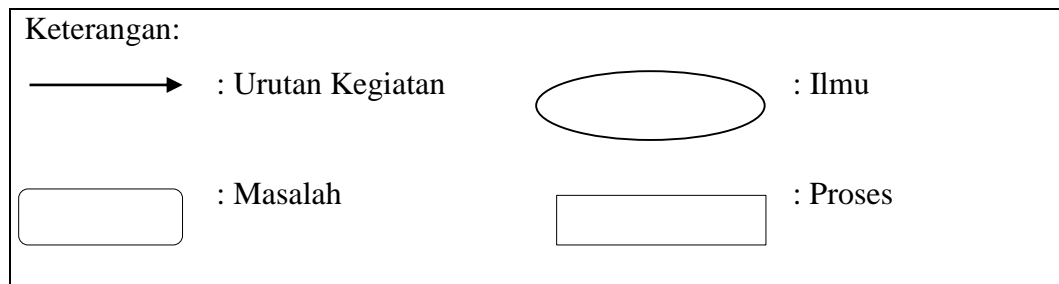 Keterangan:
: Urutan Kegiatan
: Ilmu
: Masalah
: Proses